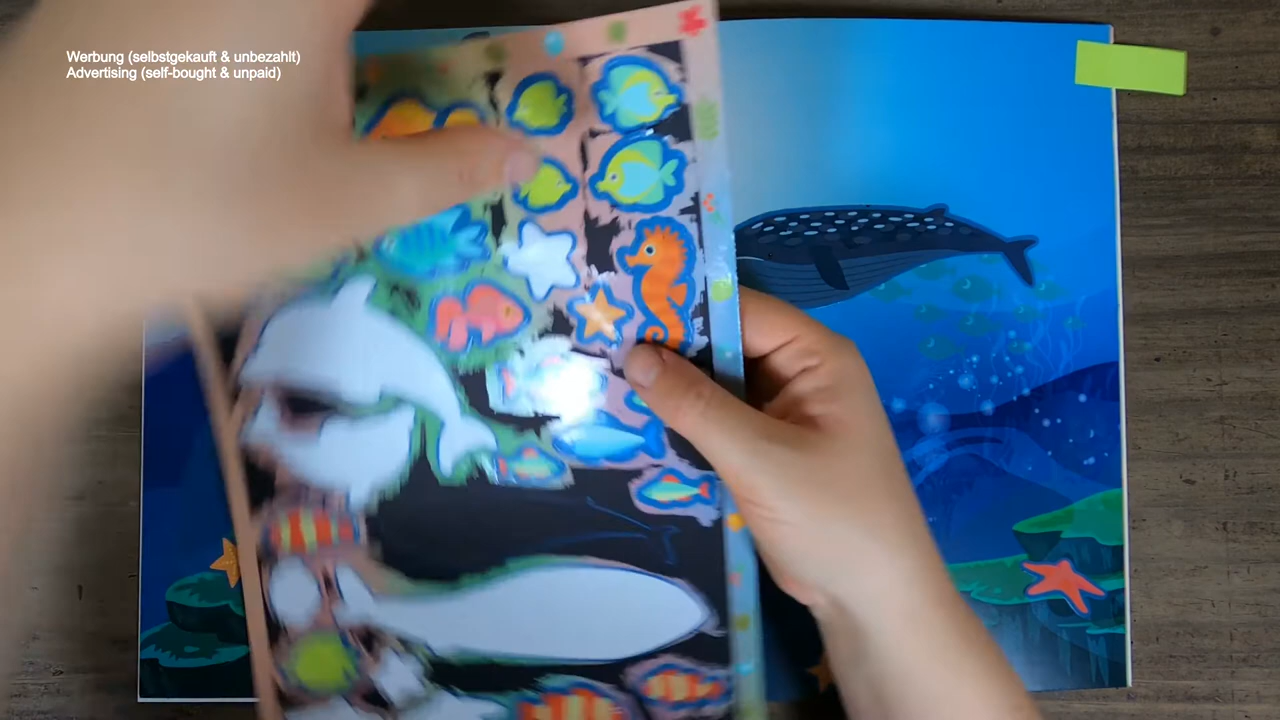 Werbung (selbstgekauft & unbezahlt)
Advertising (self-bought & unpaid)